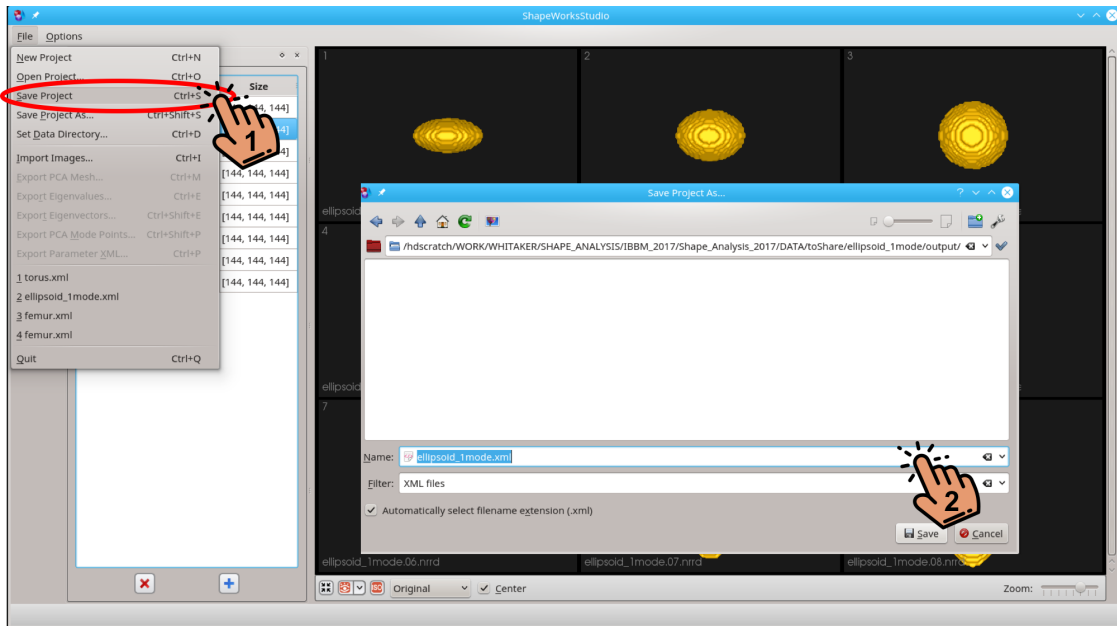 ShapeWorksStudio
File Options
New Project Ctrl+N
Open Project... Ctrl+O
Save Project Ctrl+S
Save Project As... Ctrl+Shift+S
Set Data Directory... Ctrl+D
Import Images... Ctrl+I
Export PCA Mesh... Ctrl+M
Export Eigenvalues... Ctrl+E
Export Eigenvectors... Ctrl+Shift+E
Export PCA Mode Points... Ctrl+Shift+P
Export Parameter XML... Ctrl+P
1 torus.xml
2 ellipsoid_1mode.xml
3 femur.xml
4 femur.xml
Quit Ctrl+Q
Size
144]
[144, 144, 144]
[144, 144, 144]
[144, 144, 144]
[144, 144, 144]
[144, 144, 144]
[144, 144, 144]
1
1 2 3
ellipsoid
4
ellipsoid
7
Save Project As...
/hdscratch/WORK/WHITAKER/SHAPE_ANALYSIS/IBBM_2017/Shape_Analysis_2017/DATA/toShare/ellipsoid_1mode/output/
Name: ellipsoid_1mode.xml
Filter: XML files
Automatically select filename extension (.xml)
2
Save Cancel
ellipsoid_1mode.06.nrrd ellipsoid_1mode.07.nrrd ellipsoid_1mode.08.nrrd
Original Center Zoom: